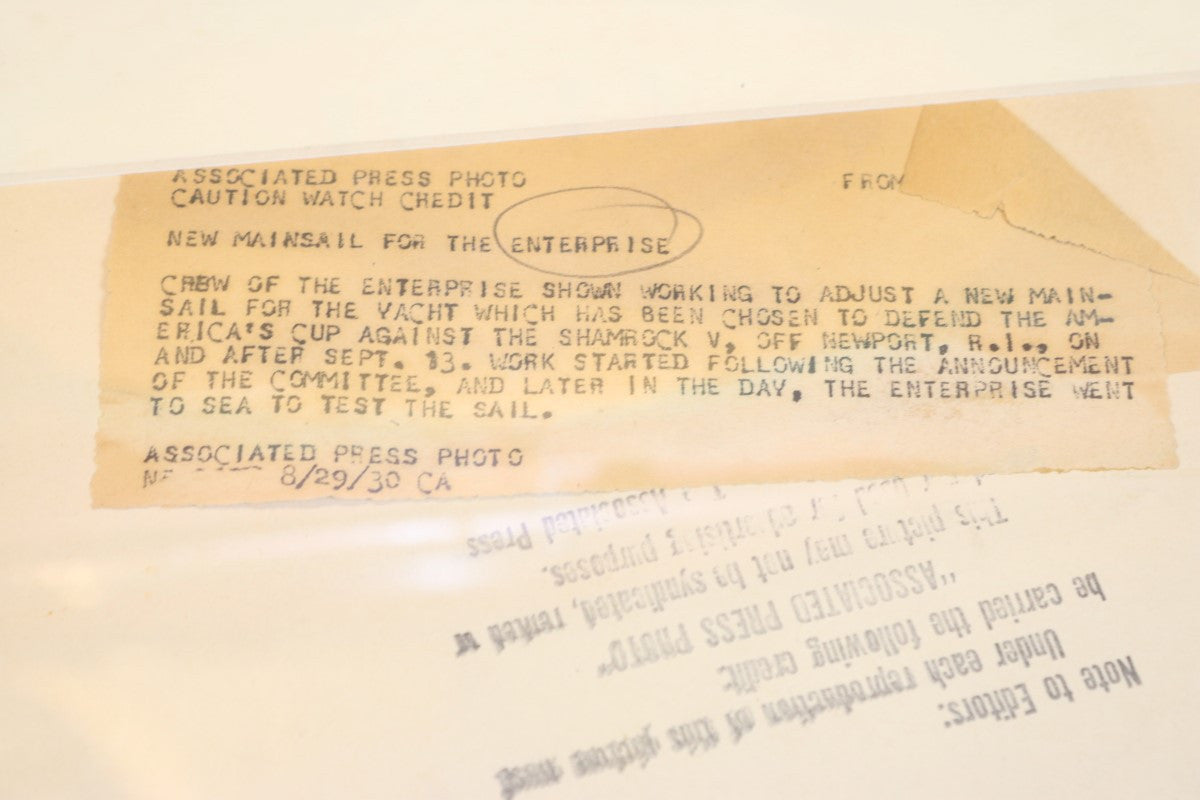 ASSOCIATED PRESS PHOTO FROM
CAUTION WATCH CREDIT
NEW MAINSAIL FOR THE ENTERPRISE
CREW OF THE ENTERPRISE SHOWN WORKING TO ADJUST A NEW MAIN-
SAIL FOR THE YACHT WHICH HAS BEEN CHOSEN TO DEFEND THE AM-
ERICA'S CUP AGAINST THE SHAMROCK V, OFF NEWPORT, R.I., ON
AND AFTER SEPT. 13. WORK STARTED FOLLOWING THE ANNOUNCEMENT
OF THE COMMITTEE, AND LATER IN THE DAY, THE ENTERPRISE WENT
TO SEA TO TEST THE SAIL.
ASSOCIATED PRESS PHOTO
8/29/30 CA
Note to Editors:
Under each reproduction of this picture must
be carried the following credit:
"ASSOCIATED PRESS PHOTO"
This picture may not be syndicated, rented or
used for advertising purposes.
The Associated Press